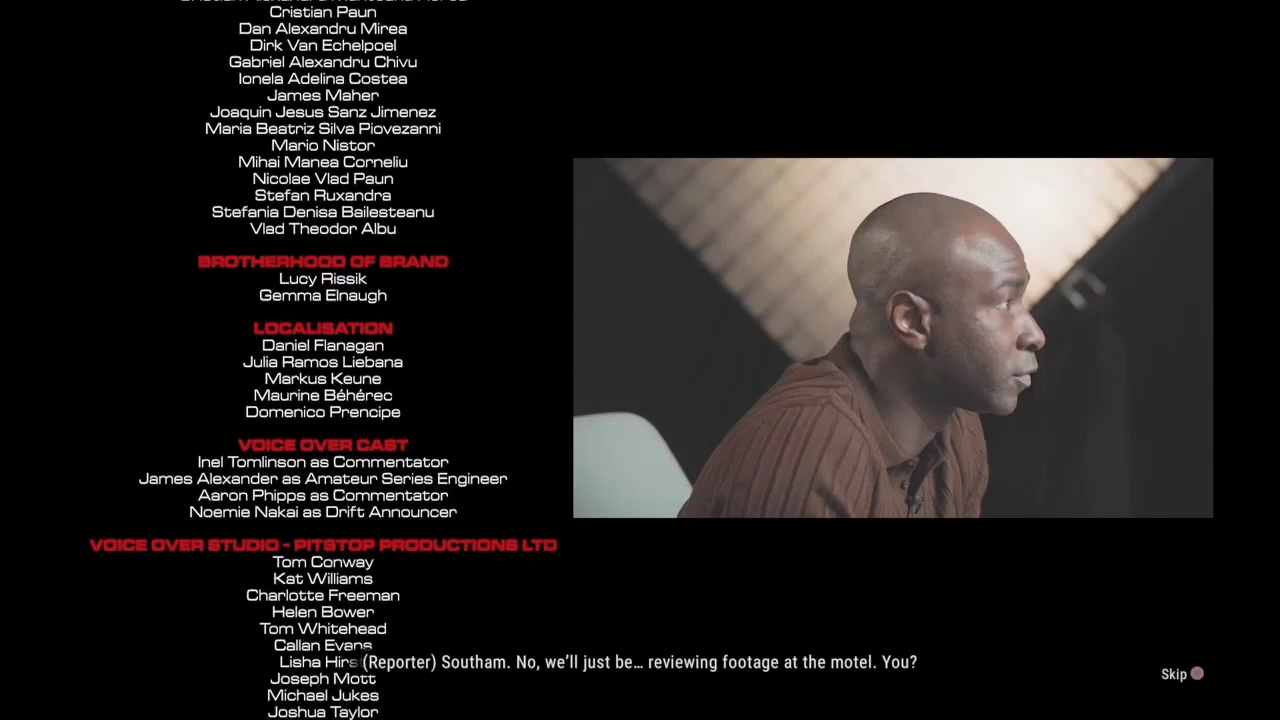 Cristian Paun
Dan Alexandru Mirea
Dirk Van Echelpoel
Gabriel Alexandru Chivu
Ionela Adelina Costea
James Maher
Joaquin Jesus Sanz Jimenez
Maria Beatriz Silva Piovezanni
Mario Nistor
Mihai Manea Corneliu
Nicolae Vlad Paun
Stefan Ruxandra
Stefania Denisa Bailesteanu
Vlad Theodor Albu
BROTHERHOOD OF BRAND
Lucy Rissik
Gemma Elnaugh
LOCALISATION
Daniel Flanagan
Julia Ramos Liebana
Markus Keune
Maurine Béhérec
Domenico Prencipe
VOICE OVER CAST
Inel Tomlinson as Commentator
James Alexander as Amateur Series Engineer
Aaron Phipps as Commentator
Noemie Nakai as Drift Announcer
VOICE OVER STUDIO - PITSTOP PRODUCTIONS LTD
Tom Conway
Kat Williams
Charlotte Freeman
Helen Bower
Tom Whitehead
Callan Evans
Lisha
Joseph Mott
Michael Jukes
Joshua Taylor
(Reporter) Southam. No, we'll just be… reviewing footage at the motel. You?
Skip